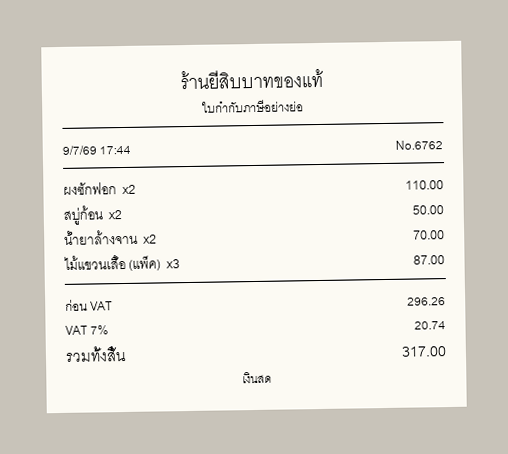 ร้านยี่สิบบาทของแท้
ใบกำกับภาษีอย่างย่อ
9/7/69 17:44 No.6762
ผงซักฟอก x2 110.00
สบู่ก้อน x2 50.00
น้ำยาล้างจาน x2 70.00
ไม้แขวนเสื้อ (แพ็ค) x3 87.00
ก่อน VAT 296.26
VAT 7% 20.74
รวมทั้งสิ้น 317.00
เงินสด